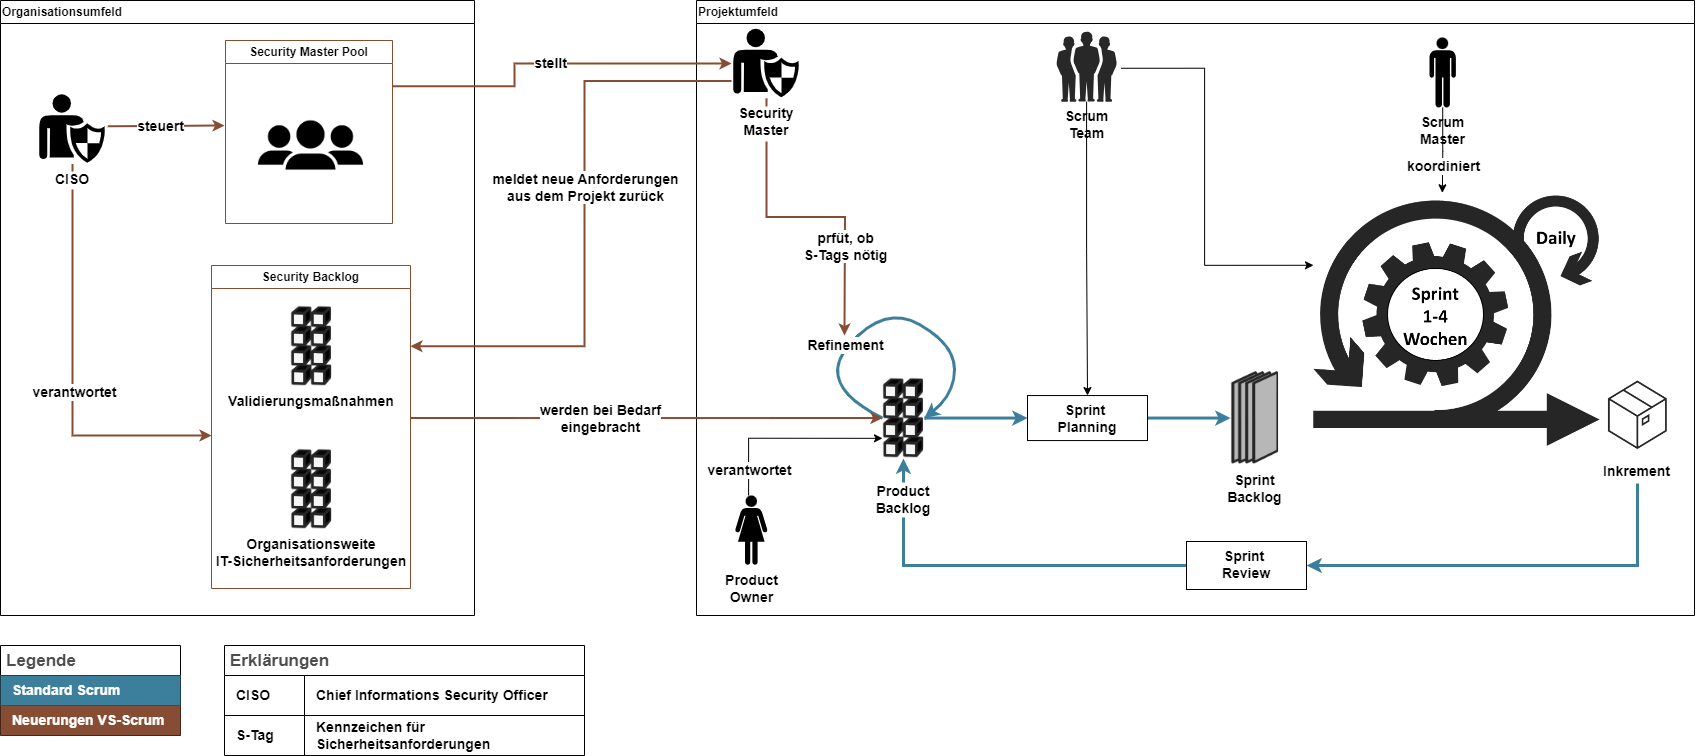 Organisationsumfeld
Security Master Pool
steuert
CISO
verantwortet
Security Backlog
Validierungsmaßnahmen
Organisationsweite
IT-Sicherheitsanforderungen
stellt
meldet neue Anforderungen
aus dem Projekt zurück
werden bei Bedarf
eingebracht
Projektumfeld
Security
Master
Scrum
Team
Scrum
Master
koordiniert
prfüt, ob
S-Tags nötig
Refinement
Daily
Sprint
1-4
Wochen
Sprint
Planning
verantwortet
Product
Backlog
Sprint
Backlog
Inkrement
Product
Owner
Sprint
Review
Legende
Standard Scrum
Neuerungen VS-Scrum
Erklärungen
CISO
Chief Informations Security Officer
S-Tag
Kennzeichen für
Sicherheitsanforderungen